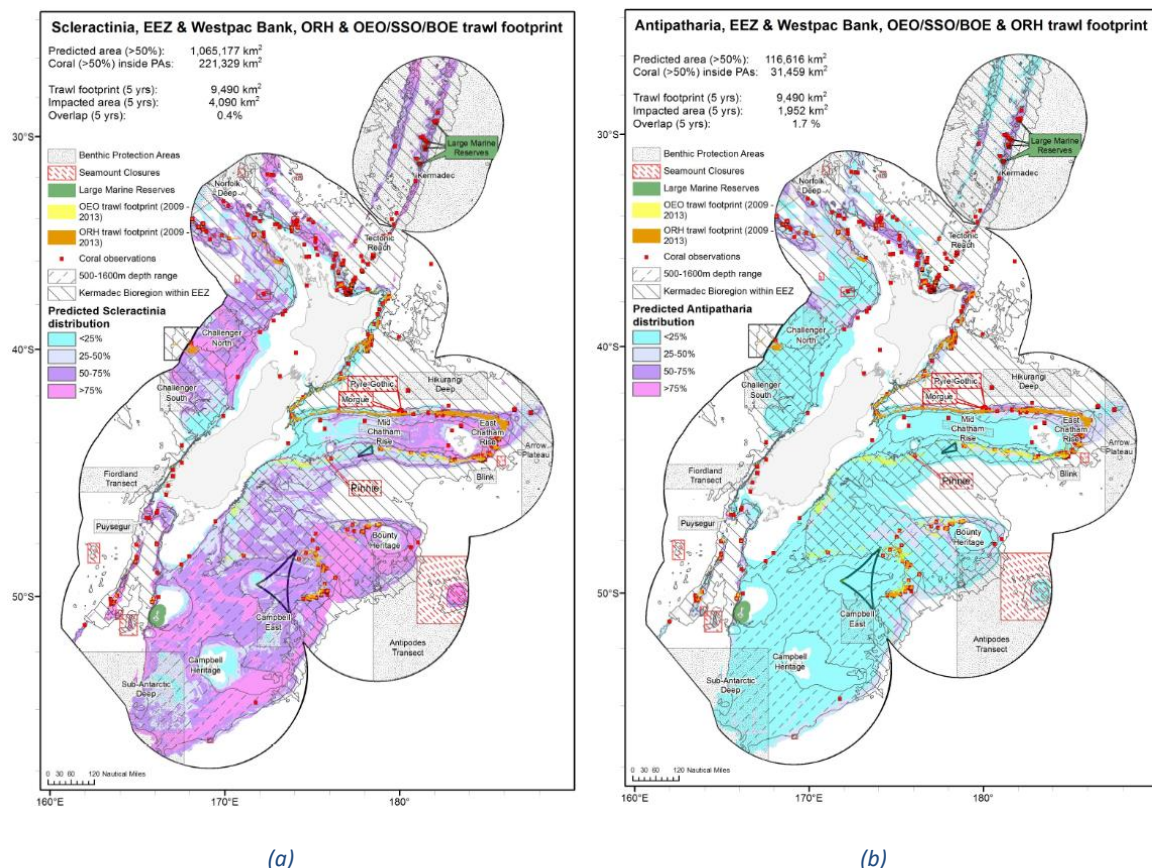 Scleractinia, EEZ & Westpac Bank, ORH & OEO/SSO/BOE trawl footprint
Predicted area (>50%): 1,065,177 km²
Coral (>50%) inside PAs: 221,329 km²
Trawl footprint (5 yrs): 9,490 km²
Impacted area (5 yrs): 4,090 km²
Overlap (5 yrs): 0.4%
30°S
Large Marine
Reserves
Kermadec
Benthic Protection Areas
Seamount Closures
Large Marine Reserves
OEO trawl footprint (2009 -
2013)
ORH trawl footprint (2009 -
2013)
Coral observations
500-1600m depth range
Kermadec Bioregion within EEZ
Predicted Scleractinia
distribution
<25%
25-50%
50-75%
>75%
Norfolk
Deep
Tectonic
Reach
Challenger
North
40°S
Challenger
South
Pyre-Gothic
Morgue
Hikurangi
Deep
Mid
Chatham
Rise
East
Chatham
Rise
Arrow
Plateau
Fiordland
Transect
Blink
Pinnie
Puysegur
Bounty
Heritage
50°S
Campbell
East
Antipodes
Transect
Campbell
Heritage
Sub-Antarctic
Deep
0 30 60 120 Nautical Miles
160°E
170°E
180°
(a)
Antipatharia, EEZ & Westpac Bank, OEO/SSO/BOE & ORH trawl footprint
Predicted area (>50%): 116,616 km²
Coral (>50%) inside PAs: 31,459 km²
Trawl footprint (5 yrs): 9,490 km²
Impacted area (5 yrs): 1,952 km²
Overlap (5 yrs): 1.7 %
30°S
Large Marine
Reserves
Kermadec
Benthic Protection Areas
Seamount Closures
Large Marine Reserves
OEO trawl footprint (2009 -
2013)
ORH trawl footprint (2009 -
2013)
Coral observations
500-1600m depth range
Kermadec Bioregion within EEZ
Predicted Antipatharia
distribution
<25%
25-50%
50-75%
>75%
Norfolk
Deep
Tectonic
Reach
Challenger
North
40°S
Challenger
South
Pyre-Gothic
Morgue
Hikurangi
Deep
Mid
Chatham
Rise
East
Chatham
Rise
Arrow
Plateau
Fiordland
Transect
Blink
Pinnie
Puysegur
Bounty
Heritage
50°S
Campbell
East
Antipodes
Transect
Campbell
Heritage
Sub-Antarctic
Deep
0 30 60 120 Nautical Miles
160°E
170°E
180°
(b)